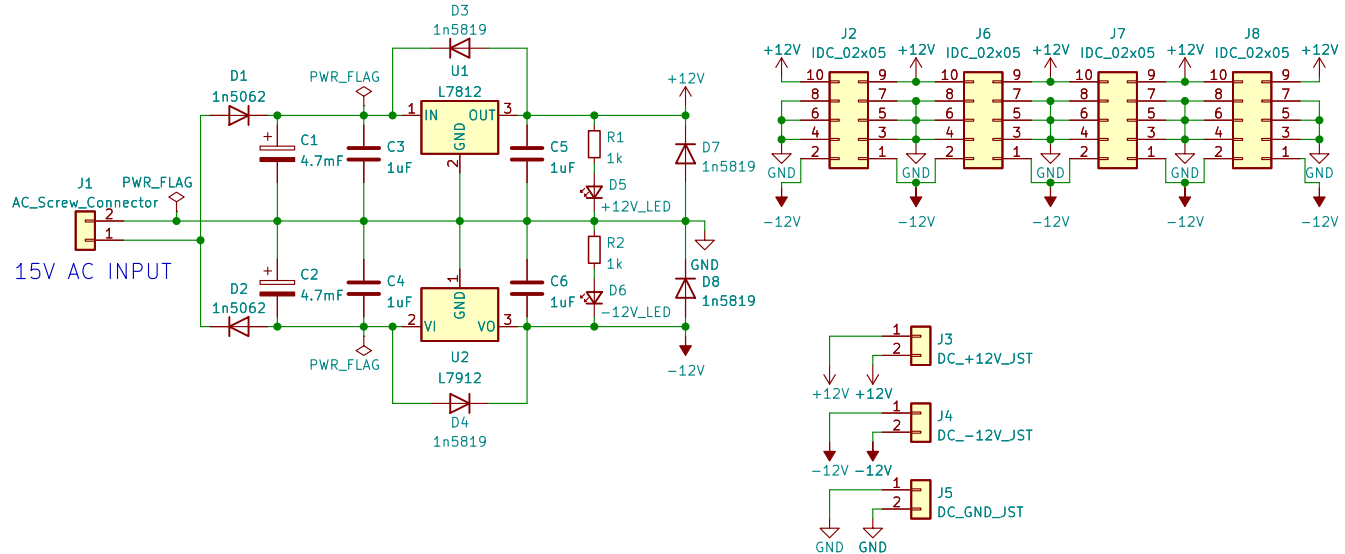 D3
1n5819
U1
L7812
PWR_FLAG
D1
1n5062
1
IN
OUT
3
GND
2
+12V
C1
4.7mF
+
C3
1uF
C5
1uF
R1
1k
D5
+12V_LED
D7
1n5819
J1
AC_Screw_Connector
PWR_FLAG
2
1
15V AC INPUT
D2
1n5062
C2
4.7mF
+
C4
1uF
C6
1uF
R2
1k
D6
-12V_LED
GND
D8
1n5819
1
GND
2
VI
VO
3
U2
L7912
PWR_FLAG
-12V
D4
1n5819
J2
IDC_02x05
J6
IDC_02x05
J7
IDC_02x05
J8
IDC_02x05
+12V
+12V
+12V
+12V
+12V
10 9 10 9 10 9 10 9
8 7 8 7 8 7 8 7
6 5 6 5 6 5 6 5
4 3 4 3 4 3 4 3
2 1 2 1 2 1 2 1
GND GND GND GND GND
-12V -12V -12V -12V -12V
1
2
J3
DC_+12V_JST
+12V +12V
1
2
J4
DC_-12V_JST
-12V -12V
1
2
J5
DC_GND_JST
GND GND